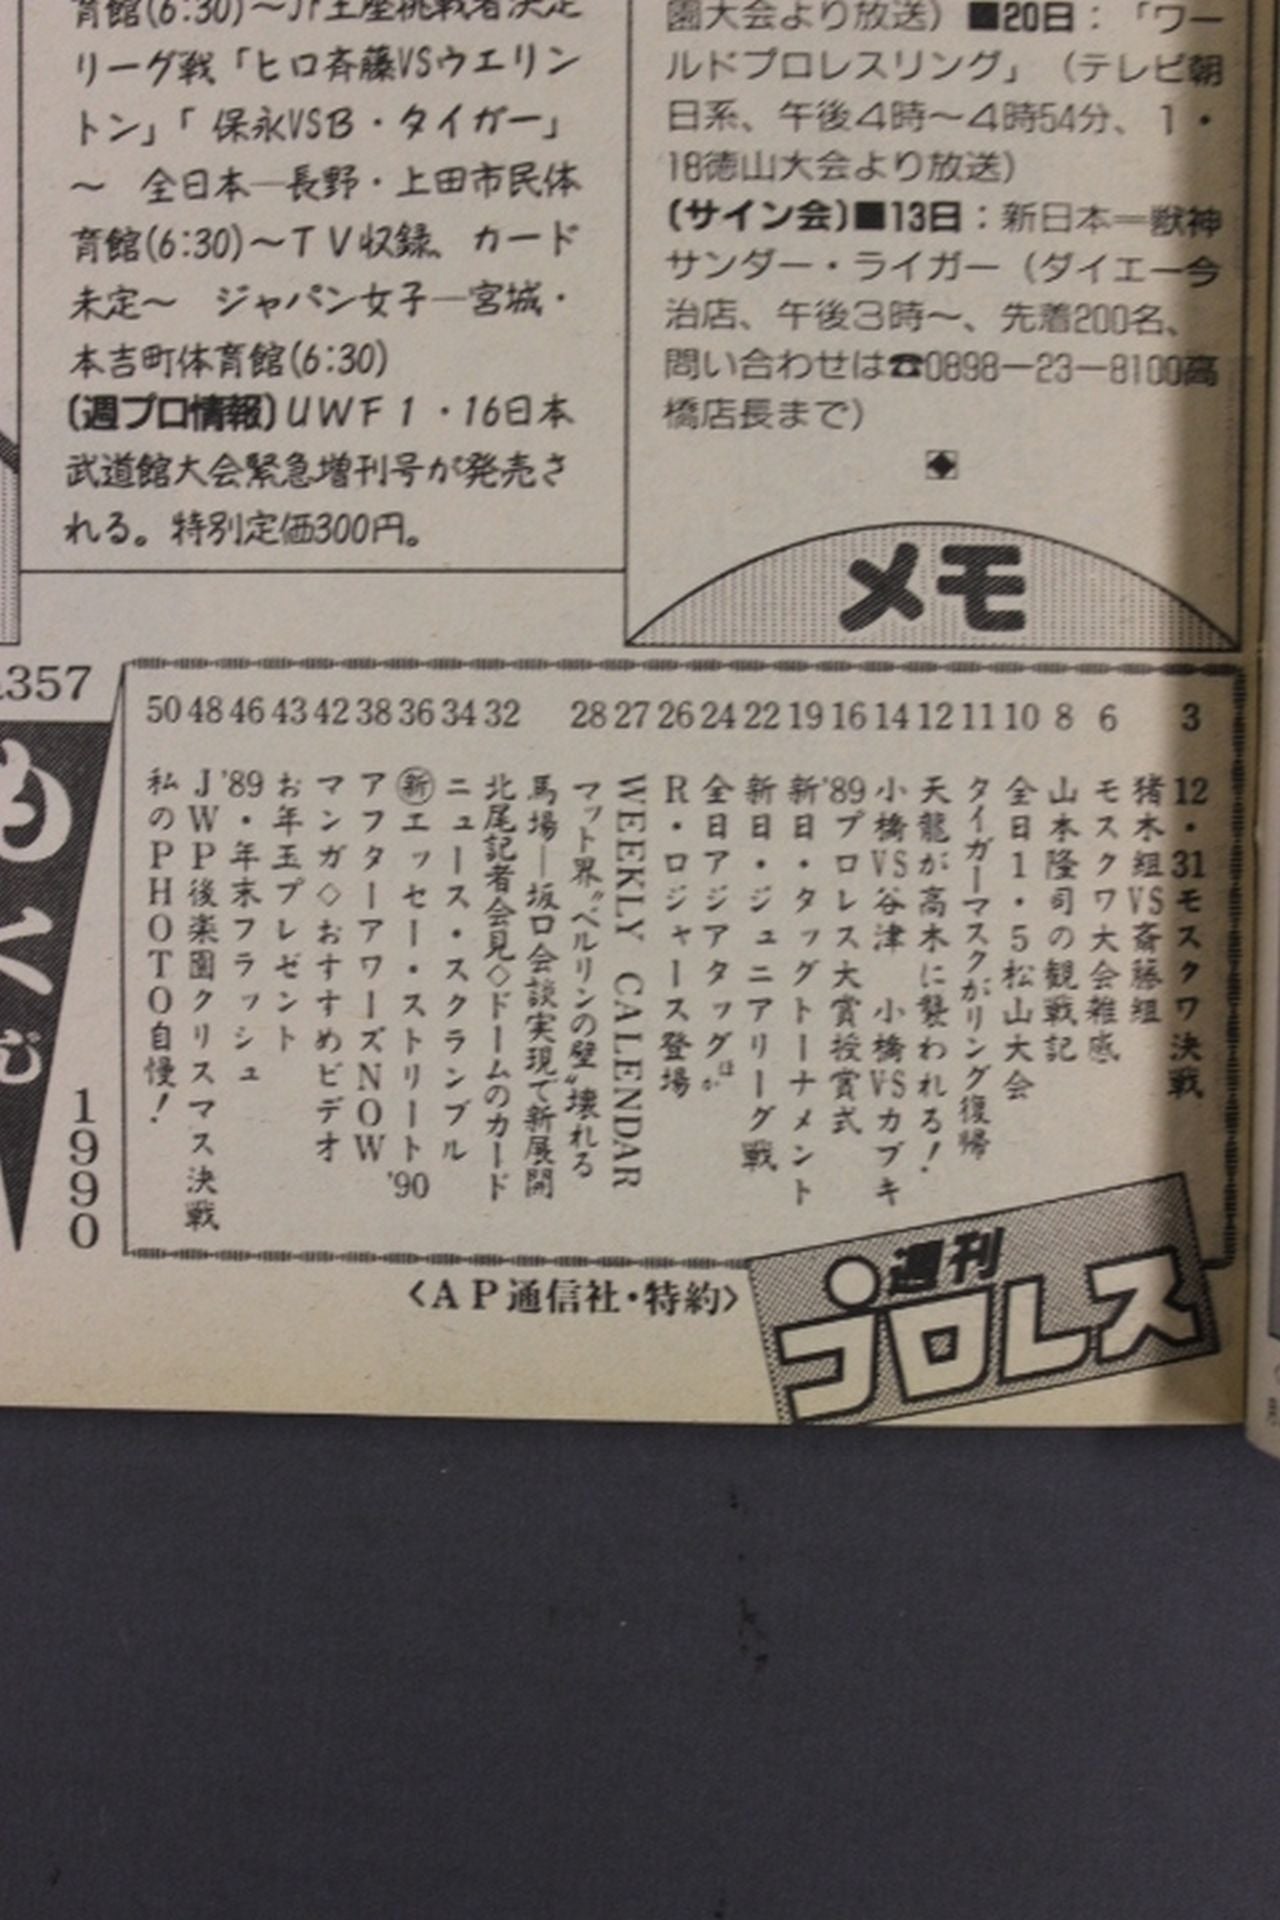 育館(6:30)～Jr王座挑戦者決定
リーグ戦「ヒロ斉藤VSウエリン
トン」「保永VSB・タイガー」
～　全日本―長野・上田市民体
育館(6:30)～TV収録、カード
未定～　ジャパン女子―宮城・
本吉町体育館(6:30)
(週プロ情報)UWF1・16日本
武道館大会緊急増刊号が発売さ
れる。特別定価300円。
園大会より放送)■20日：「ワー
ルドプロレスリング」(テレビ朝
日系、午後4時～4時54分、1・
18徳山大会より放送)
(サイン会)■13日：新日本＝獣神
サンダー・ライガー(ダイエー今
治店、午後3時～、先着200名、
問い合わせは☎0898―23―8100高
橋店長まで)
メモ
357
めくじ
1990
3 12・31モスクワ決戦
猪木組VS斎藤組
6 モスクワ大会雑感
8 山本隆司の観戦記
10 全日1・5松山大会
11 タイガーマスクがリング復帰
12 天龍が高木に襲われる！
14 小橋VS谷津　小橋VSカブキ
16 '89プロレス大賞授賞式
19 新日・タッグトーナメント
22 新日・ジュニアリーグ戦
24 全日アジアタッグほか
26 R・ロジャース登場
27 WEEKLY CALENDAR
28 マット界"ベルリンの壁"壊れる
馬場―坂口会談実現で新展開
32 北尾記者会見◇ドームのカード
34 ニュース・スクランブル
36 新エッセー・ストリート'90
38 アフターアワーズNOW
42 マンガ◇おすすめビデオ
43 お年玉プレゼント
46 '89・年末フラッシュ
48 JWP後楽園クリスマス決戦
50 私のPHOTO自慢！
〈AP通信社・特約〉
週刊
プロレス